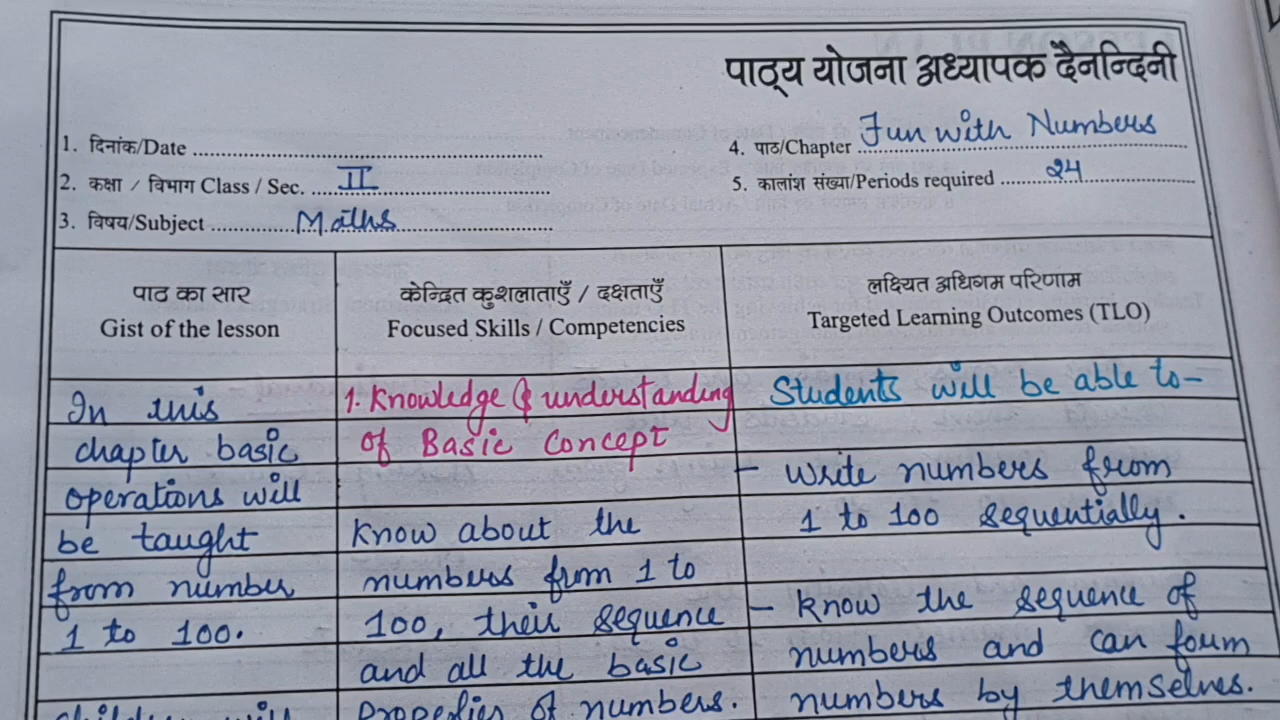 पाठ्य योजना अध्यापक दैनन्दिनी
1. दिनांक/Date
2. कक्षा / विभाग Class / Sec. II
3. विषय/Subject Maths
4. पाठ/Chapter Fun with Numbers
5. कालांश संख्या/Periods required 24
पाठ का सार
Gist of the lesson
In this
chapter basic
operations will
be taught
from number
1 to 100.
children will
केन्द्रित कुशलाताएँ / दक्षताएँ
Focused Skills / Competencies
1. Knowledge & understanding
of Basic Concept
Know about the
numbers from 1 to
100, their sequence
and all the basic
propeties of numbers.
लक्ष्यित अधिगम परिणाम
Targeted Learning Outcomes (TLO)
Students will be able to-
- write numbers from
1 to 100 sequentially.
- know the sequence of
numbers and can form
numbers by themselves.